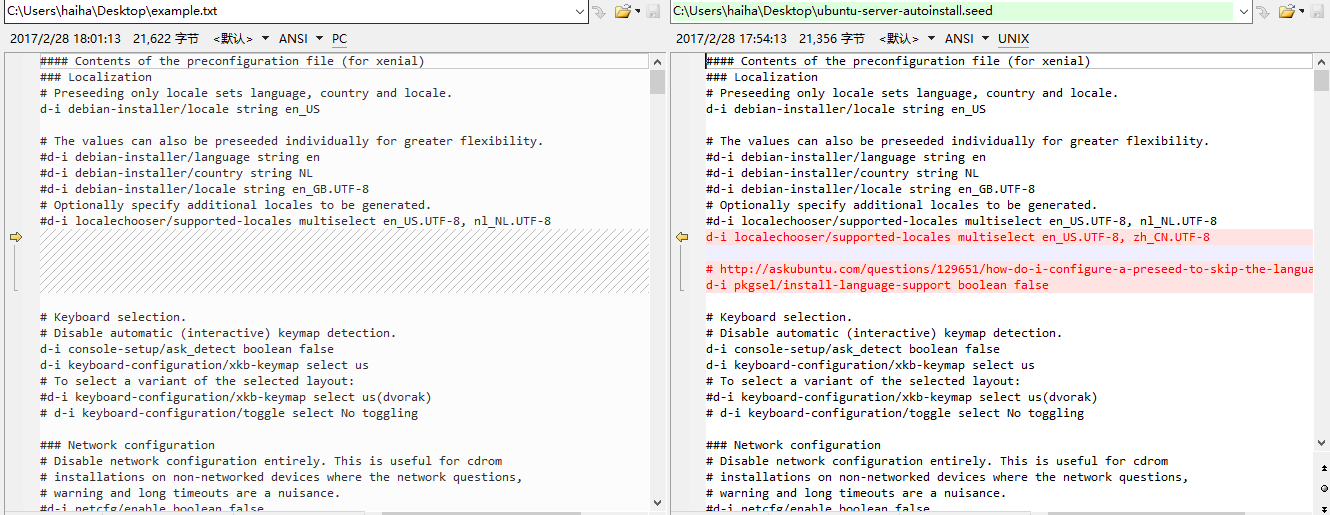 C:\Users\haiha\Desktop\example.txt
2017/2/28 18:01:13 21,622 字节 <默认> ANSI PC
#### Contents of the preconfiguration file (for xenial)
### Localization
# Preseeding only locale sets language, country and locale.
d-i debian-installer/locale string en_US
# The values can also be preseeded individually for greater flexibility.
#d-i debian-installer/language string en
#d-i debian-installer/country string NL
#d-i debian-installer/locale string en_GB.UTF-8
# Optionally specify additional locales to be generated.
#d-i localechooser/supported-locales multiselect en_US.UTF-8, nl_NL.UTF-8
# Keyboard selection.
# Disable automatic (interactive) keymap detection.
d-i console-setup/ask_detect boolean false
d-i keyboard-configuration/xkb-keymap select us
# To select a variant of the selected layout:
#d-i keyboard-configuration/xkb-keymap select us(dvorak)
# d-i keyboard-configuration/toggle select No toggling
### Network configuration
# Disable network configuration entirely. This is useful for cdrom
# installations on non-networked devices where the network questions,
# warning and long timeouts are a nuisance.
#d-i netcfg/enable boolean false
C:\Users\haiha\Desktop\ubuntu-server-autoinstall.seed
2017/2/28 17:54:13 21,356 字节 <默认> ANSI UNIX
#### Contents of the preconfiguration file (for xenial)
### Localization
# Preseeding only locale sets language, country and locale.
d-i debian-installer/locale string en_US
# The values can also be preseeded individually for greater flexibility.
#d-i debian-installer/language string en
#d-i debian-installer/country string NL
#d-i debian-installer/locale string en_GB.UTF-8
# Optionally specify additional locales to be generated.
#d-i localechooser/supported-locales multiselect en_US.UTF-8, nl_NL.UTF-8
d-i localechooser/supported-locales multiselect en_US.UTF-8, zh_CN.UTF-8
# http://askubuntu.com/questions/129651/how-do-i-configure-a-preseed-to-skip-the-langua
d-i pkgsel/install-language-support boolean false
# Keyboard selection.
# Disable automatic (interactive) keymap detection.
d-i console-setup/ask_detect boolean false
d-i keyboard-configuration/xkb-keymap select us
# To select a variant of the selected layout:
#d-i keyboard-configuration/xkb-keymap select us(dvorak)
# d-i keyboard-configuration/toggle select No toggling
### Network configuration
# Disable network configuration entirely. This is useful for cdrom
# installations on non-networked devices where the network questions,
# warning and long timeouts are a nuisance.
#d-i netcfg/enable boolean false